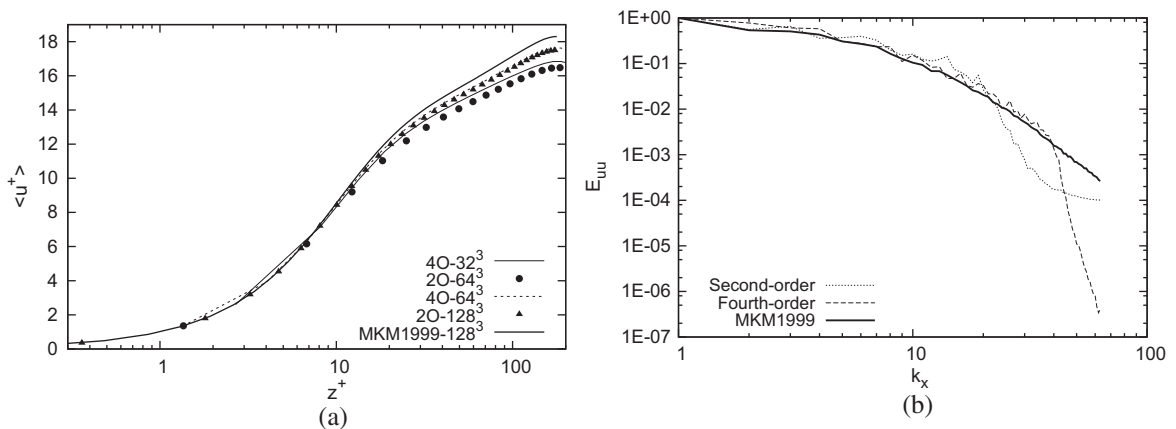 18
16
14
12
10
8
6
4
2
0
<u⁺>
4O-32³
2O-64³
4O-64³
2O-128³
MKM1999-128³
1
10
100
z⁺
(a)
1E+00
1E-01
1E-02
1E-03
1E-04
1E-05
1E-06
1E-07
Euu
Second-order
Fourth-order
MKM1999
1
10
100
kx
(b)